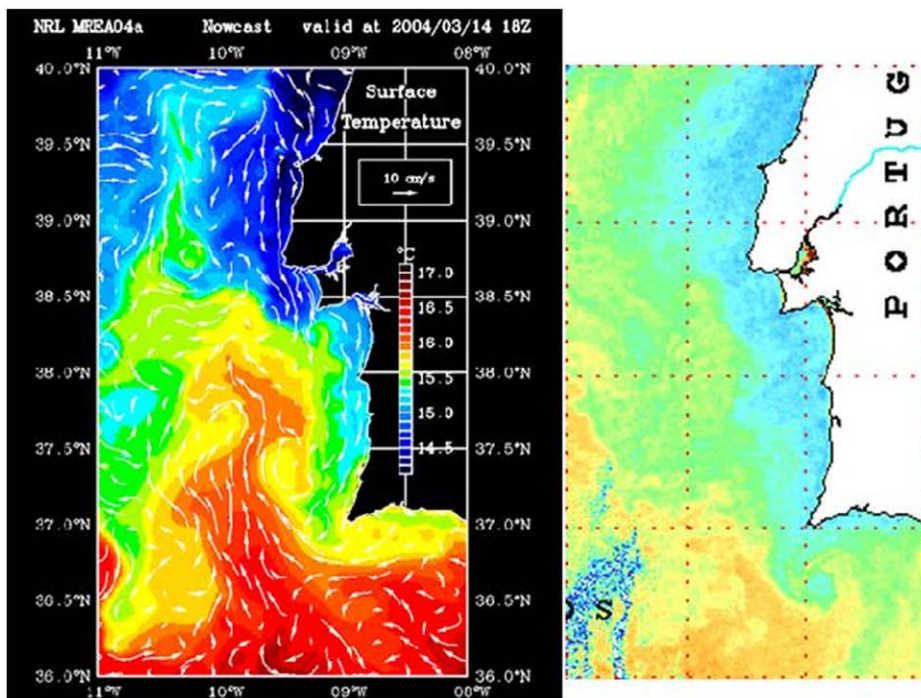 NRL MREA04a Nowcast valid at 2004/03/14 18Z
11°W 10°W 09°W 08°W
40.0°N 40.0°N
Surface
Temperature
39.5°N 39.5°N
10 cm/s
39.0°N 39.0°N
°C
17.0
38.5°N 38.5°N
16.5
16.0
38.0°N 38.0°N
15.5
15.0
37.5°N 37.5°N
14.5
37.0°N 37.0°N
36.5°N 36.5°N
36.0°N 36.0°N
11°W 10°W 09°W 08°W
PORTUG
S